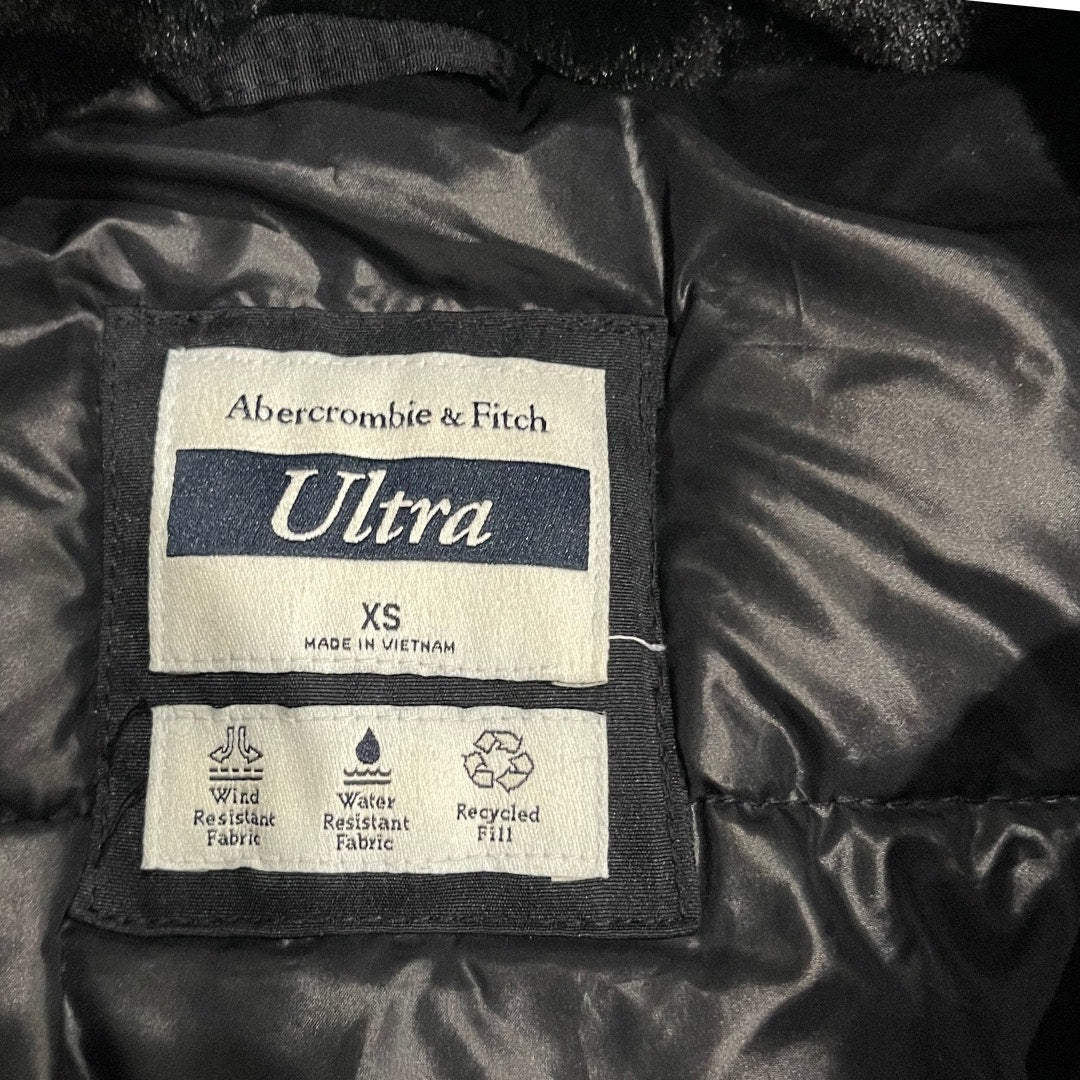 Abercrombie & Fitch
Ultra
XS
MADE IN VIETNAM
Wind
Resistant
Fabric
Water
Resistant
Fabric
Recycled
Fill